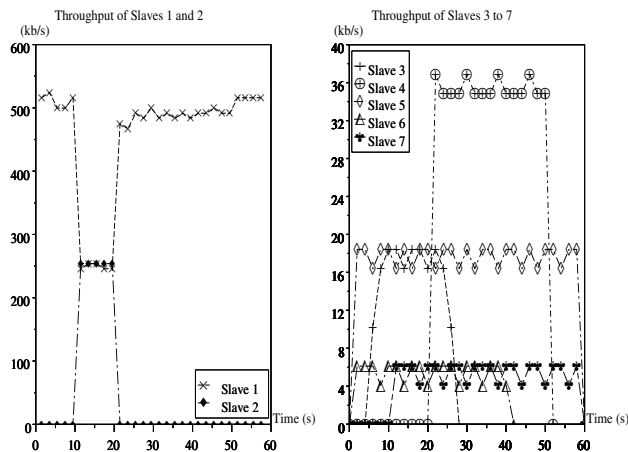 Throughput of Slaves 1 and 2
(kb/s)
600
500
400
300
200
100
0
0 10 20 30 40 50 60
Time (s)
Slave 1
Slave 2
Throughput of Slaves 3 to 7
(kb/s)
40
36
32
28
24
20
16
12
8
4
0
0 10 20 30 40 50 60
Time (s)
Slave 3
Slave 4
Slave 5
Slave 6
Slave 7